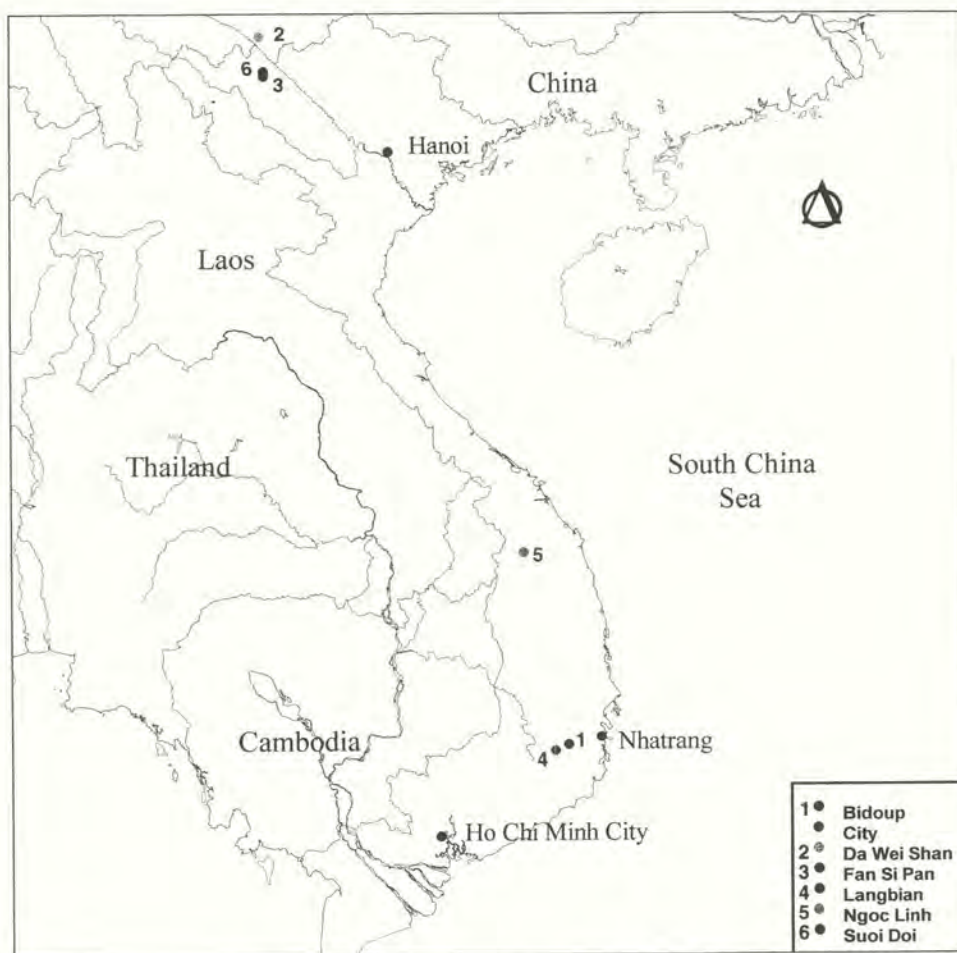 2
6
3
China
Hanoi
Laos
Thailand
South China
Sea
5
Cambodia
4
1
Nhatrang
Ho Chi Minh City
1 Bidoup
City
2 Da Wei Shan
3 Fan Si Pan
4 Langbian
5 Ngoc Linh
6 Suoi Doi